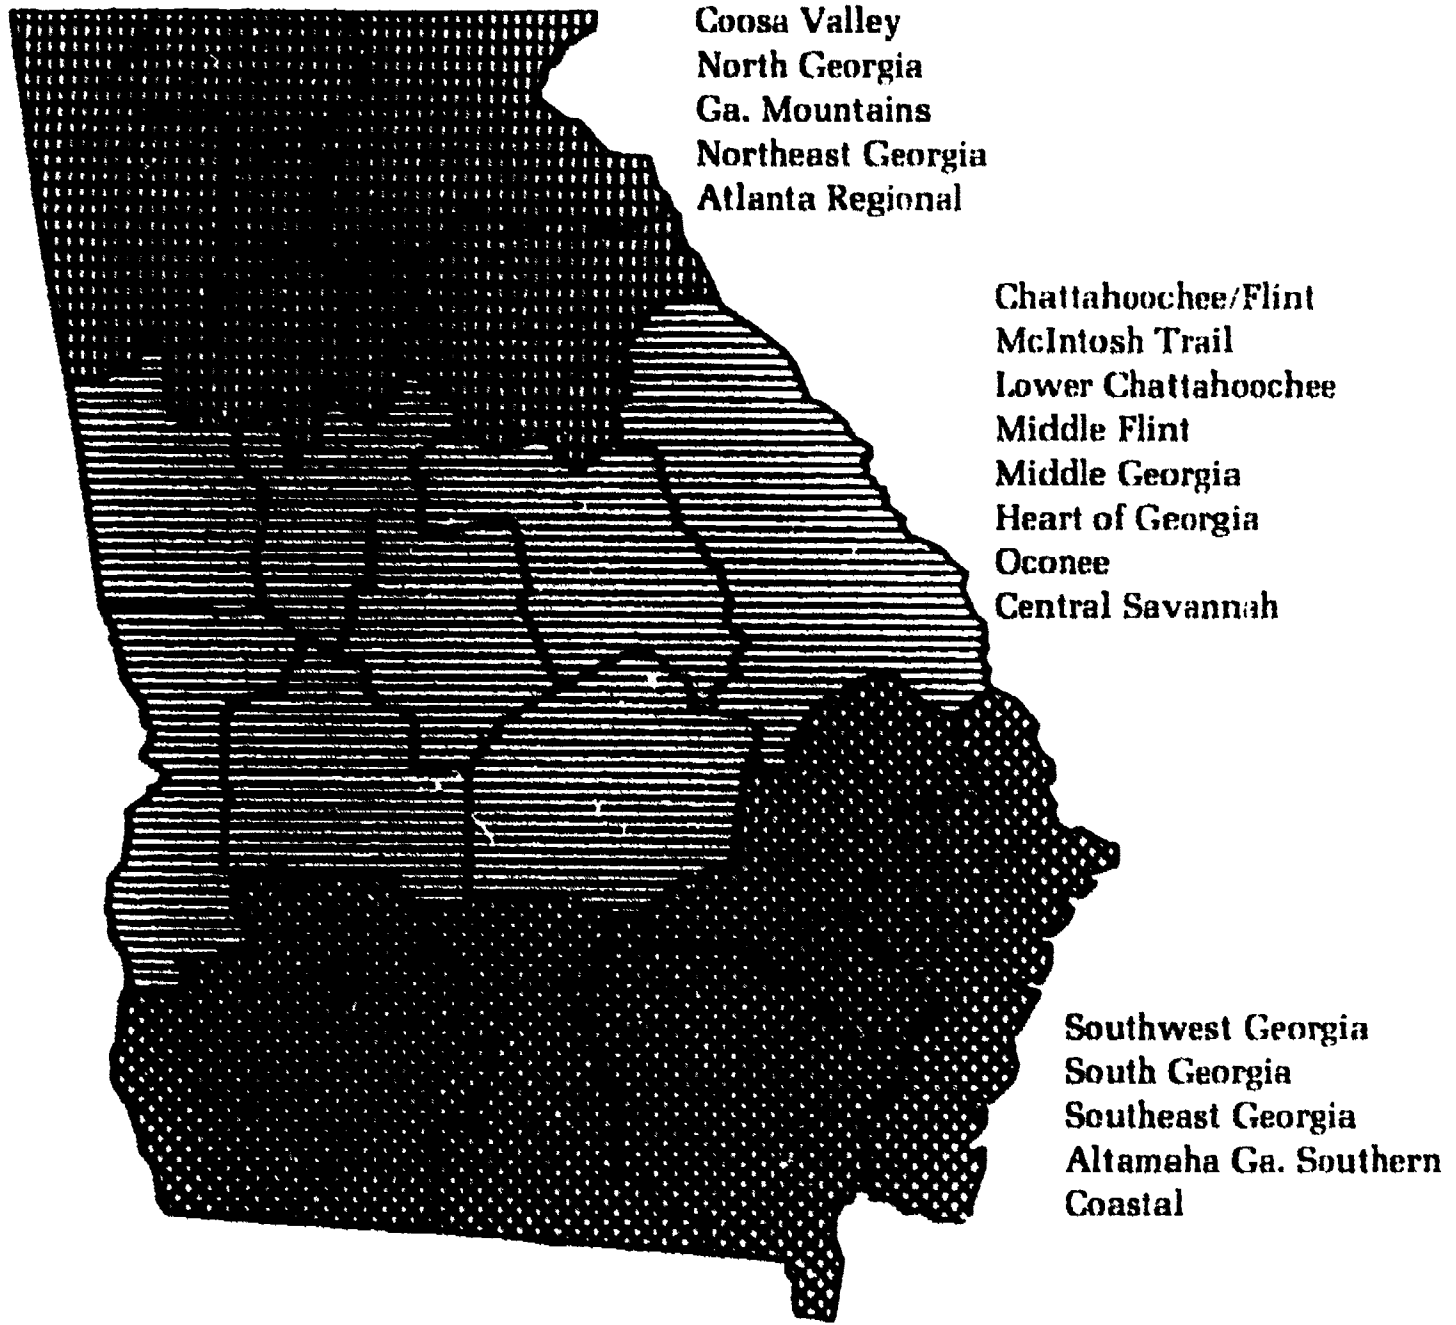 Coosa Valley
North Georgia
Ga. Mountains
Northeast Georgia
Atlanta Regional
Chattahoochee/Flint
McIntosh Trail
Lower Chattahoochee
Middle Flint
Middle Georgia
Heart of Georgia
Oconee
Central Savannah
Southwest Georgia
South Georgia
Southeast Georgia
Altamaha Ga. Southern
Coastal